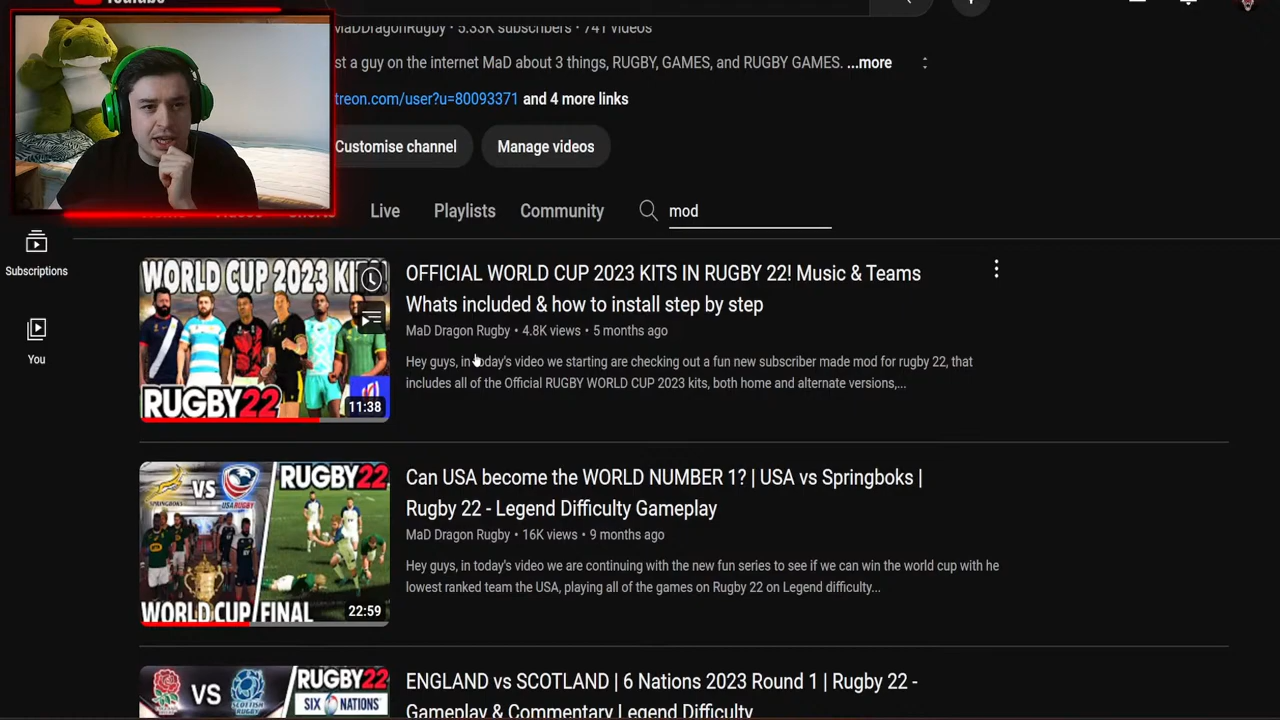 MaDDragonRugby • 5.33K subscribers • 741 videos
st a guy on the internet MaD about 3 things, RUGBY, GAMES, and RUGBY GAMES. ...more
treon.com/user?u=80093371 and 4 more links
Customise channel
Manage videos
Live
Playlists
Community
mod
Subscriptions
You
WORLD CUP 2023 KI
RUGBY22
11:38
OFFICIAL WORLD CUP 2023 KITS IN RUGBY 22! Music & Teams
Whats included & how to install step by step
MaD Dragon Rugby • 4.8K views • 5 months ago
Hey guys, in today's video we starting are checking out a fun new subscriber made mod for rugby 22, that
includes all of the Official RUGBY WORLD CUP 2023 kits, both home and alternate versions,...
SPRINGBOKS
VS
USA RUGBY
RUGBY22
WORLD CUP FINAL
22:59
Can USA become the WORLD NUMBER 1? | USA vs Springboks |
Rugby 22 - Legend Difficulty Gameplay
MaD Dragon Rugby • 16K views • 9 months ago
Hey guys, in today's video we are continuing with the new fun series to see if we can win the world cup with he
lowest ranked team the USA, playing all of the games on Rugby 22 on Legend difficulty...
VS
RUGBY22
SIX NATIONS
ENGLAND vs SCOTLAND | 6 Nations 2023 Round 1 | Rugby 22 -
Gameplay & Commentary Legend Difficulty